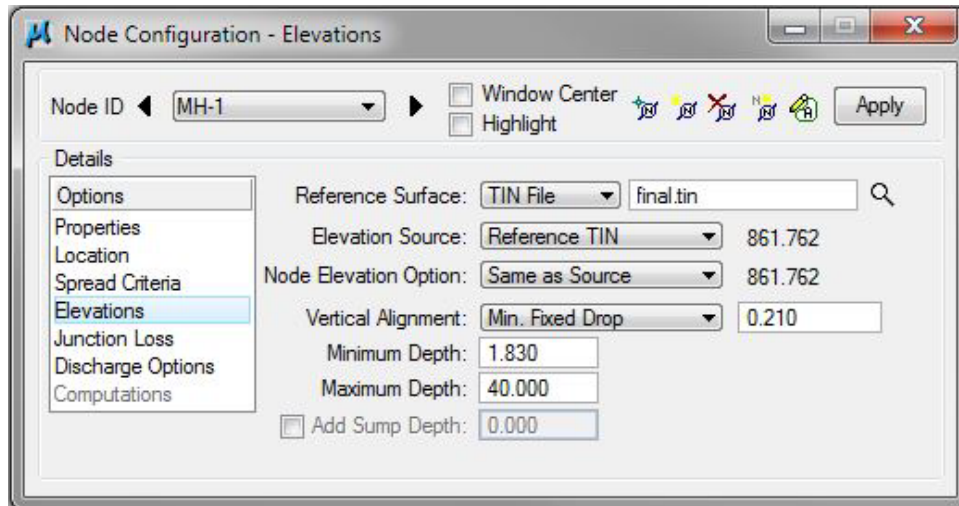 Node Configuration - Elevations
Node ID MH-1 Window Center Apply
Highlight
Details
Options
Properties
Location
Spread Criteria
Elevations
Junction Loss
Discharge Options
Computations
Reference Surface: TIN File final.tin
Elevation Source: Reference TIN 861.762
Node Elevation Option: Same as Source 861.762
Vertical Alignment: Min. Fixed Drop 0.210
Minimum Depth: 1.830
Maximum Depth: 40.000
Add Sump Depth: 0.000